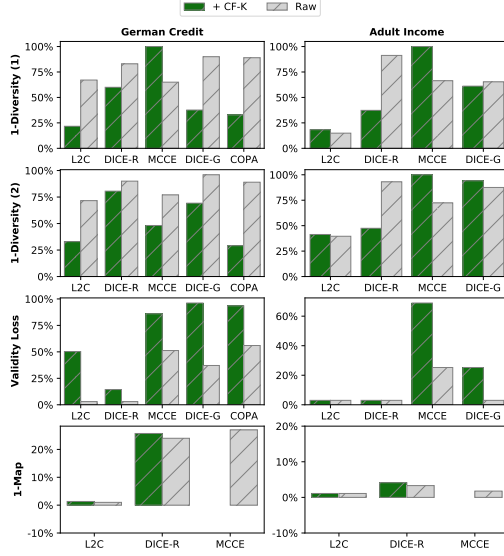 + CF-K Raw
German Credit Adult Income
1-Diversity (1)
100%
75%
50%
25%
0%
L2C DICE-R MCCE DICE-G COPA
100%
75%
50%
25%
0%
L2C DICE-R MCCE DICE-G
1-Diversity (2)
100%
75%
50%
25%
0%
L2C DICE-R MCCE DICE-G COPA
100%
75%
50%
25%
0%
L2C DICE-R MCCE DICE-G
Validity Loss
100%
75%
50%
25%
0%
L2C DICE-R MCCE DICE-G COPA
60%
40%
20%
0%
L2C DICE-R MCCE DICE-G
1-Map
20%
10%
0%
-10%
L2C DICE-R MCCE
20%
10%
0%
-10%
L2C DICE-R MCCE